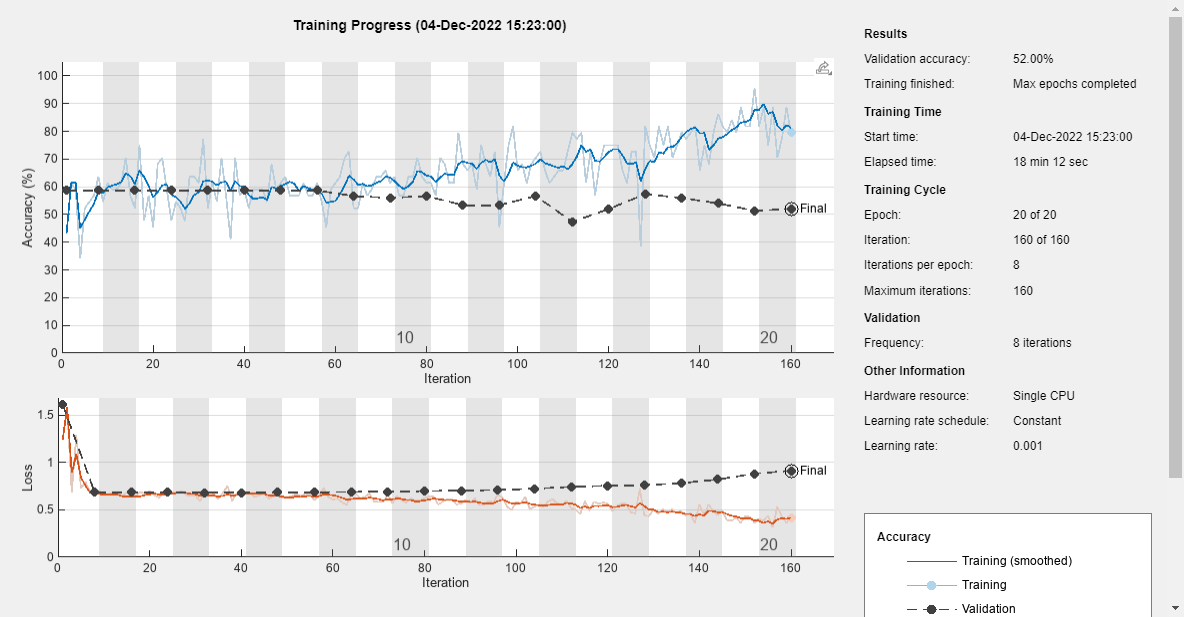 Training Progress (04-Dec-2022 15:23:00)
100
90
80
70
60
50
40
30
20
10
0
Accuracy (%)
Final
10
20
0 20 40 60 80 100 120 140 160
Iteration
1.5
1
0.5
0
Loss
Final
10
20
0 20 40 60 80 100 120 140 160
Iteration
Results
Validation accuracy: 52.00%
Training finished: Max epochs completed
Training Time
Start time: 04-Dec-2022 15:23:00
Elapsed time: 18 min 12 sec
Training Cycle
Epoch: 20 of 20
Iteration: 160 of 160
Iterations per epoch: 8
Maximum iterations: 160
Validation
Frequency: 8 iterations
Other Information
Hardware resource: Single CPU
Learning rate schedule: Constant
Learning rate: 0.001
Accuracy
Training (smoothed)
Training
Validation